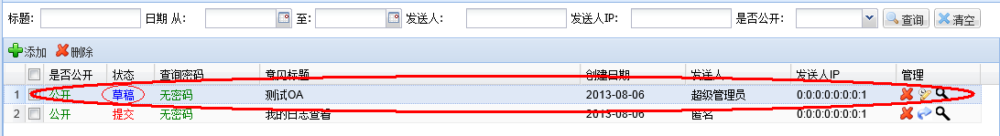 标题: 日期 从: 至: 发送人: 发送人IP: 是否公开: 查询 清空
添加 删除
是否公开 状态 查询密码 意见标题 创建日期 发送人 发送人IP 管理
1 公开 草稿 无密码 测试OA 2013-08-06 超级管理员 0:0:0:0:0:0:0:1
2 公开 提交 无密码 我的日志查看 2013-08-06 匿名 0:0:0:0:0:0:0:1